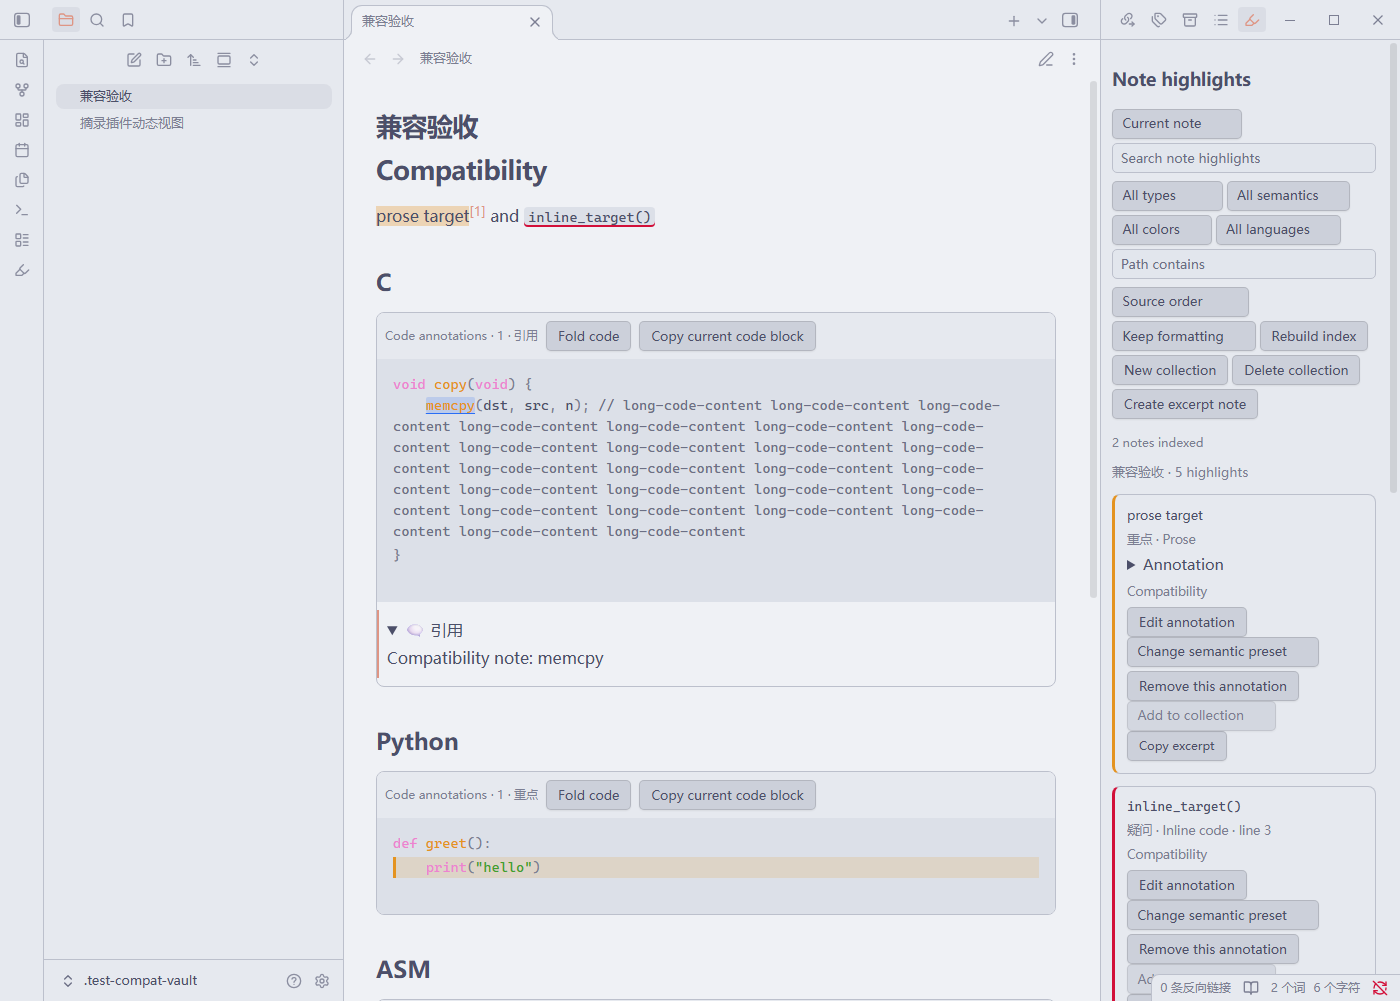 兼容验收
兼容验收
摘录插件动态视图
.test-compat-vault
兼容验收
兼容验收
Compatibility
prose target[1] and inline_target()
C
Code annotations · 1 · 引用
Fold code
Copy current code block
void copy(void) {
    memcpy(dst, src, n); // long-code-content long-code-content long-code-
content long-code-content long-code-content long-code-content long-code-
content long-code-content long-code-content long-code-content long-code-
content long-code-content long-code-content long-code-content long-code-
content long-code-content long-code-content long-code-content long-code-
content long-code-content long-code-content long-code-content long-code-
content long-code-content long-code-content
}
引用
Compatibility note: memcpy
Python
Code annotations · 1 · 重点
Fold code
Copy current code block
def greet():
    print("hello")
ASM
Note highlights
Current note
Search note highlights
All types
All semantics
All colors
All languages
Path contains
Source order
Keep formatting
Rebuild index
New collection
Delete collection
Create excerpt note
2 notes indexed
兼容验收 · 5 highlights
prose target
重点 · Prose
Annotation
Compatibility
Edit annotation
Change semantic preset
Remove this annotation
Add to collection
Copy excerpt
inline_target()
疑问 · Inline code · line 3
Compatibility
Edit annotation
Change semantic preset
Remove this annotation
0 条反向链接
2 个词
6 个字符